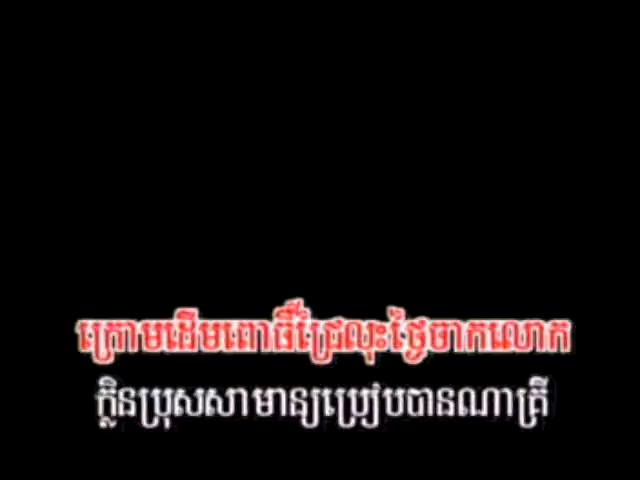 ក្រោមដើមពោធិ៍ជ្រៃលុះថ្ងៃចាកលោក
ក្លិនប្រុសសាមាន្យប្រៀបបានណាគ្រី